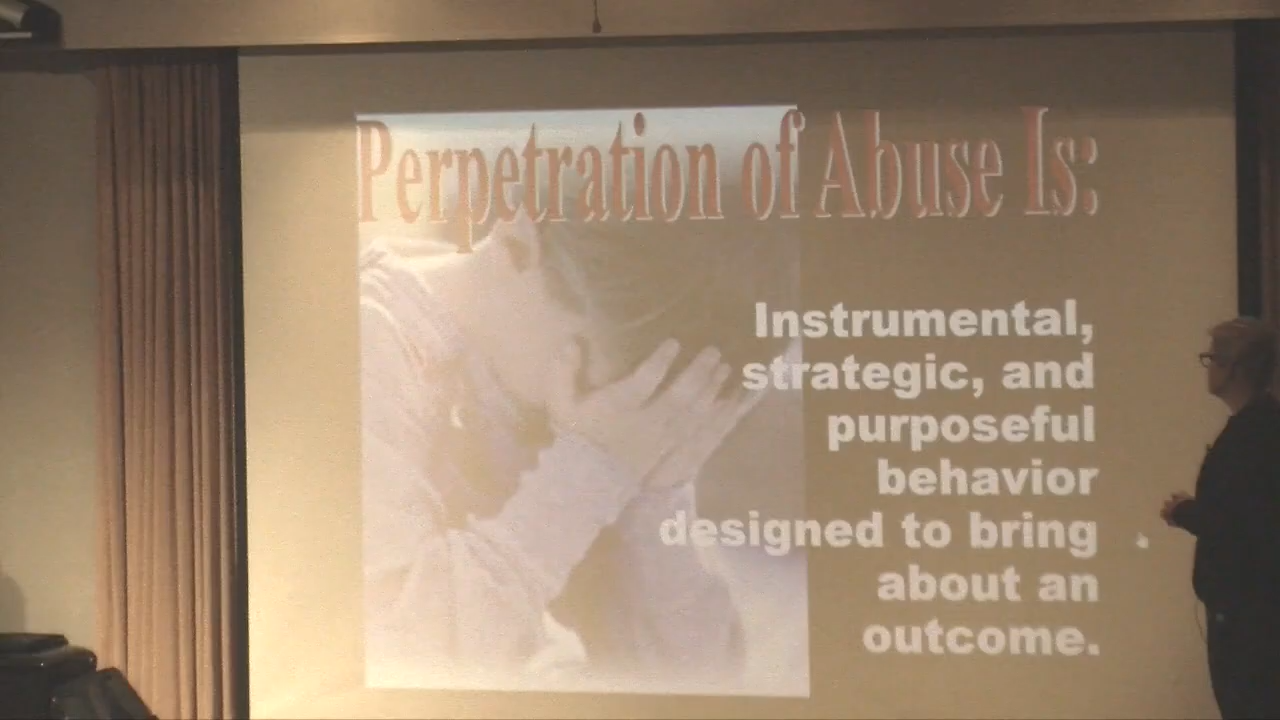 Perpetration of Abuse Is:
Instrumental,
strategic, and
purposeful
behavior
designed to bring
about an
outcome.